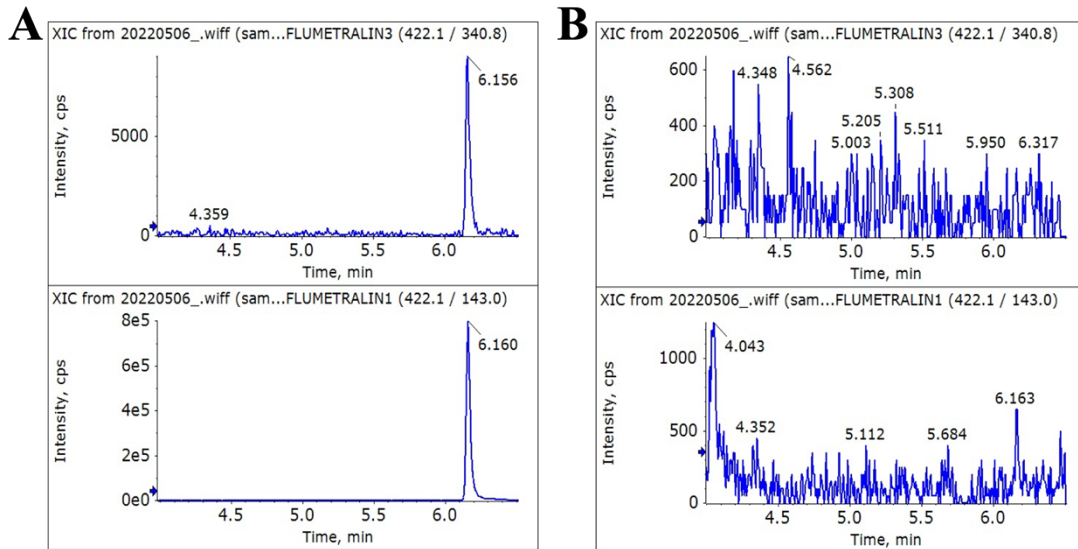 A
XIC from 20220506_.wiff (sam...FLUMETRALIN3 (422.1 / 340.8)
Intensity, cps
5000
0
4.359
6.156
4.5 5.0 5.5 6.0
Time, min
XIC from 20220506_.wiff (sam...FLUMETRALIN1 (422.1 / 143.0)
Intensity, cps
8e5
6e5
4e5
2e5
0e0
6.160
4.5 5.0 5.5 6.0
Time, min
B
XIC from 20220506_.wiff (sam...FLUMETRALIN3 (422.1 / 340.8)
Intensity, cps
600
400
200
0
4.348 4.562
5.308
5.205
5.003 5.511 5.950 6.317
4.5 5.0 5.5 6.0
Time, min
XIC from 20220506_.wiff (sam...FLUMETRALIN1 (422.1 / 143.0)
Intensity, cps
1000
500
0
4.043
6.163
4.352 5.112 5.684
4.5 5.0 5.5 6.0
Time, min